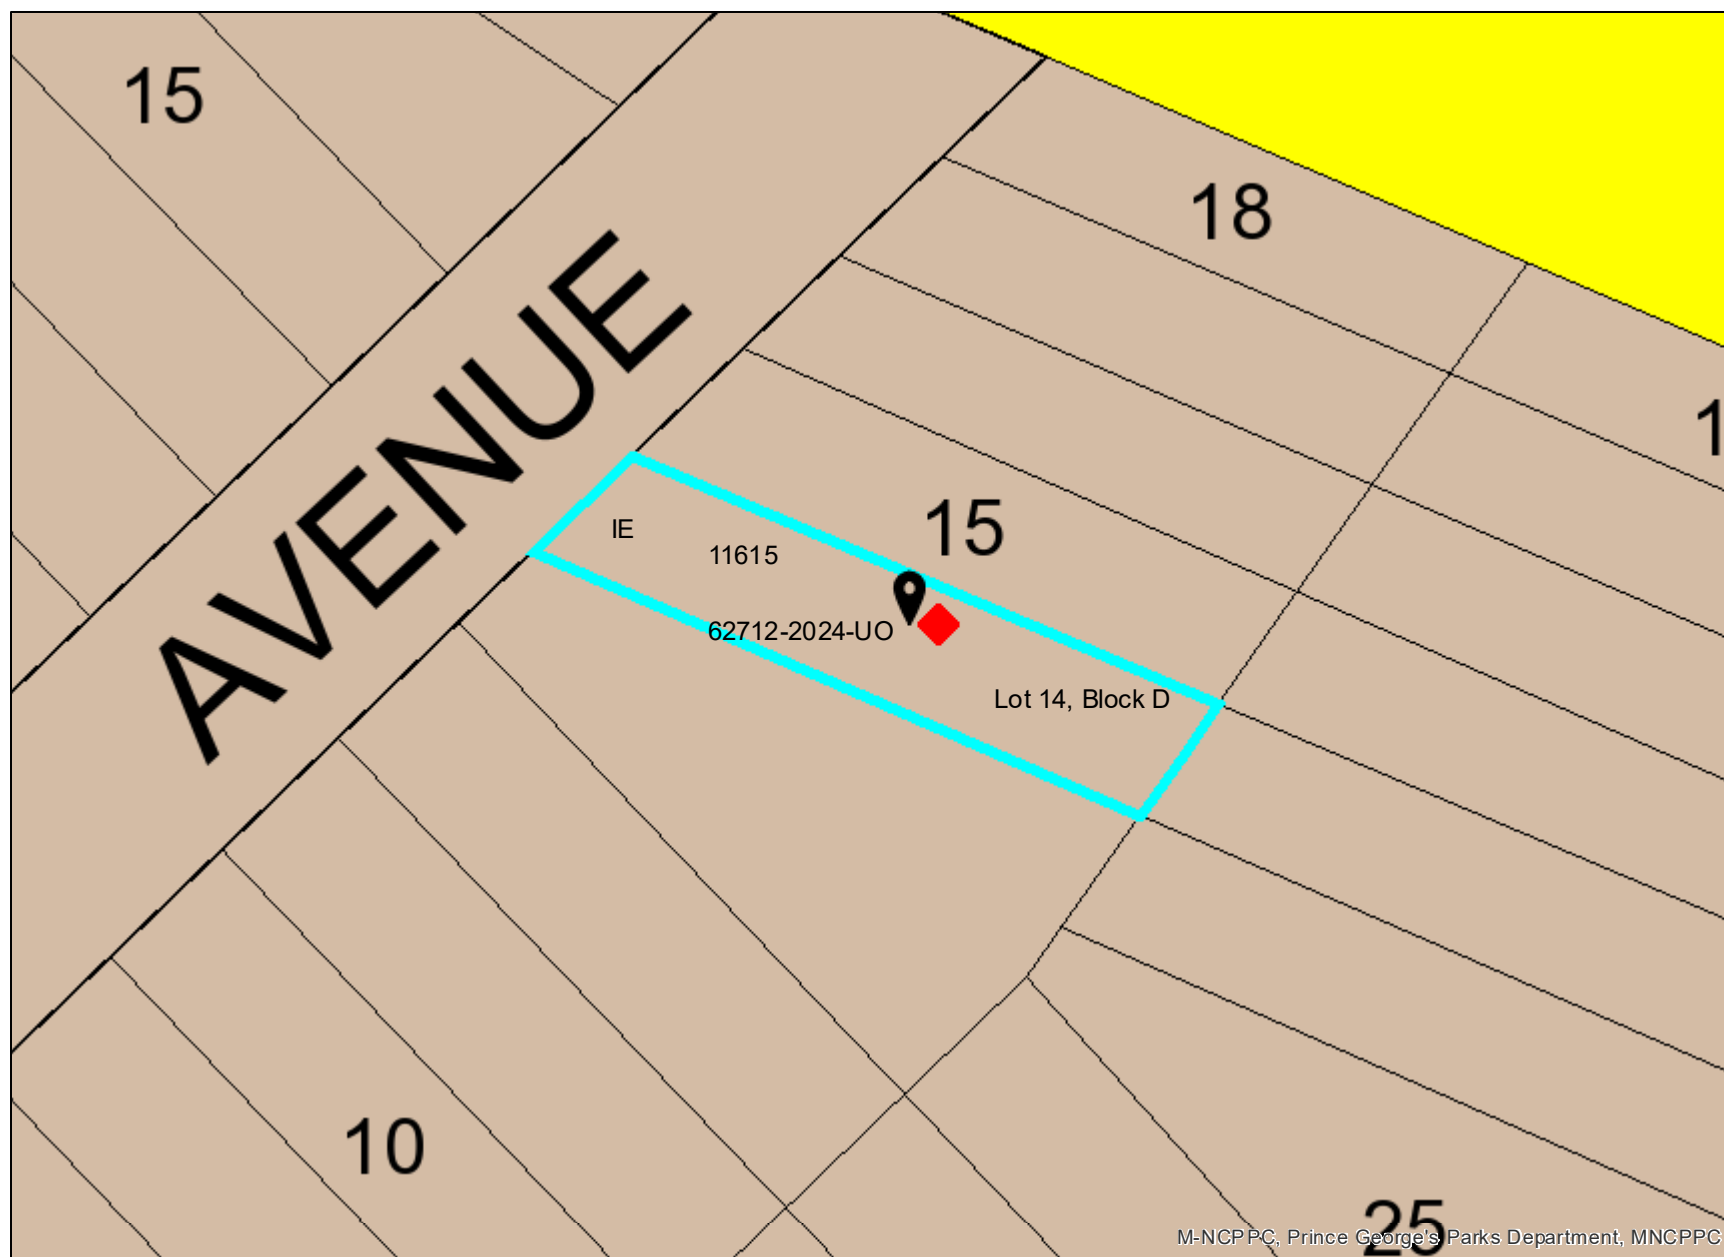 15
18
AVENUE
1
15
IE
11615
62712-2024-UO
Lot 14, Block D
10
25
M-NCPPC, Prince George's Parks Department, MNCPPC